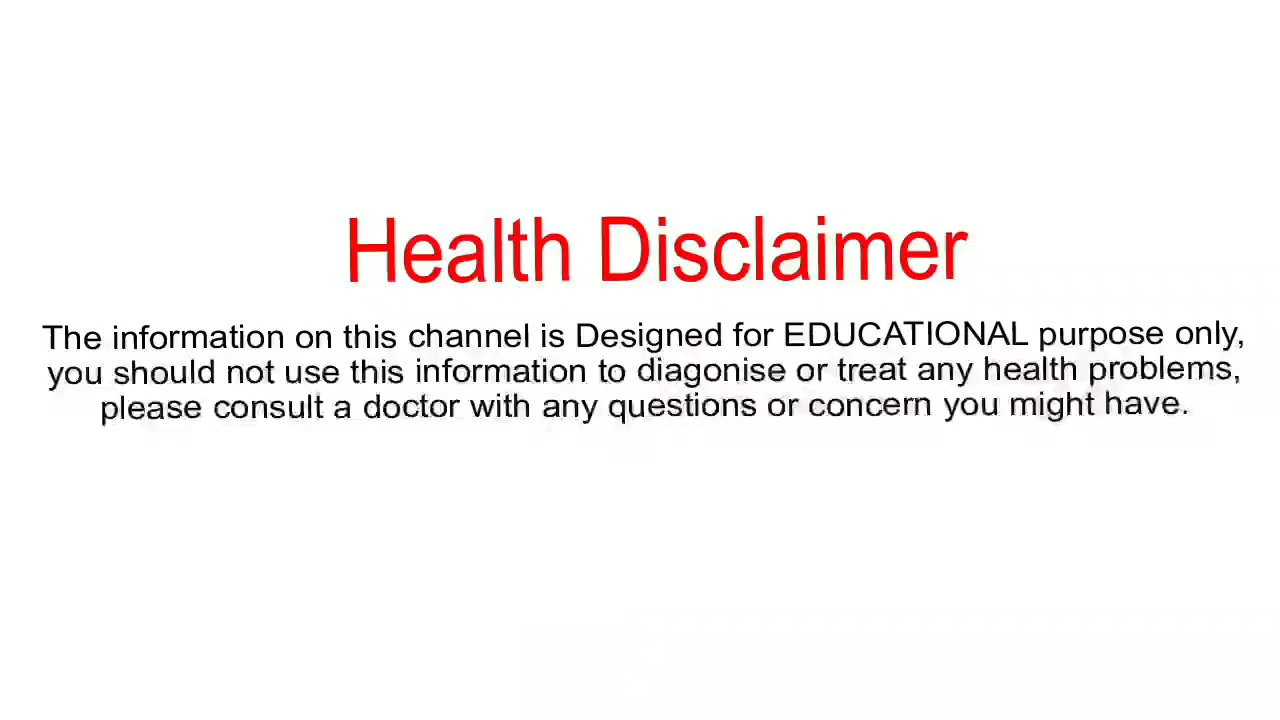 Health Disclaimer
The information on this channel is Designed for EDUCATIONAL purpose only,
you should not use this information to diagonise or treat any health problems,
please consult a doctor with any questions or concern you might have.